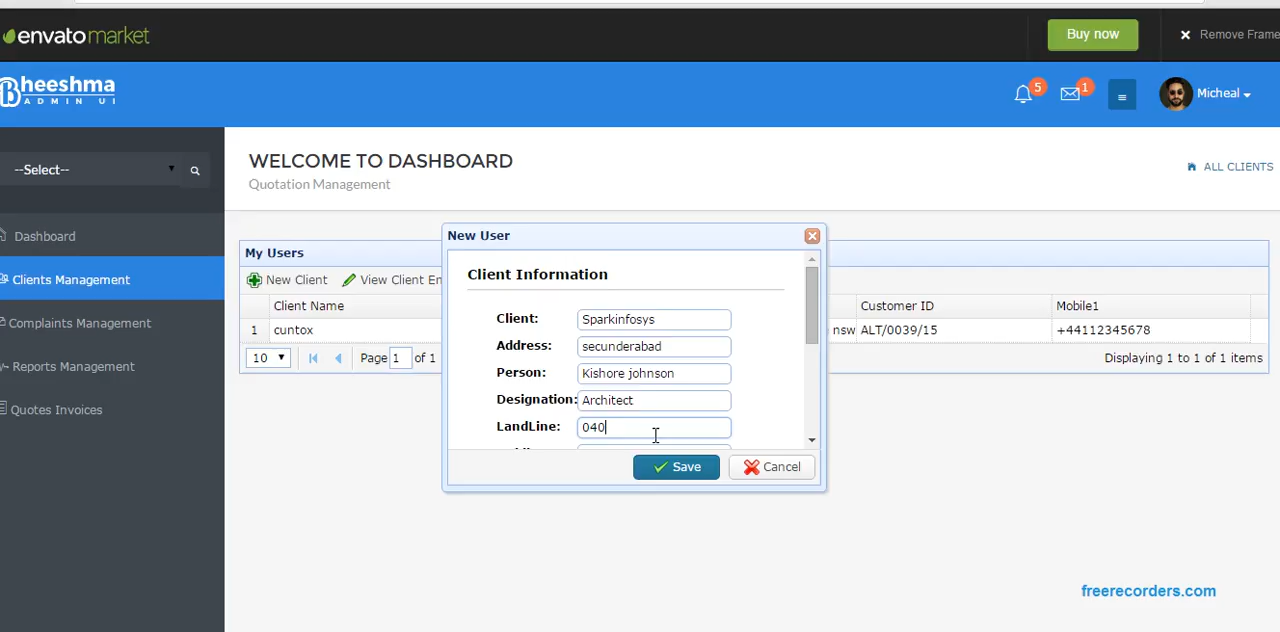 envatomarket
Buy now
Remove Frame
Bheeshma
ADMIN UI
5
1
Micheal
--Select--
WELCOME TO DASHBOARD
Quotation Management
ALL CLIENTS
Dashboard
Clients Management
Complaints Management
Reports Management
Quotes Invoices
My Users
New Client
View Client En
Client Name
Customer ID
Mobile1
1
cuntox
nsw
ALT/0039/15
+44112345678
10
Page 1 of 1
Displaying 1 to 1 of 1 items
New User
Client Information
Client: Sparkinfosys
Address: secunderabad
Person: Kishore johnson
Designation: Architect
LandLine: 040
Save
Cancel
freerecorders.com